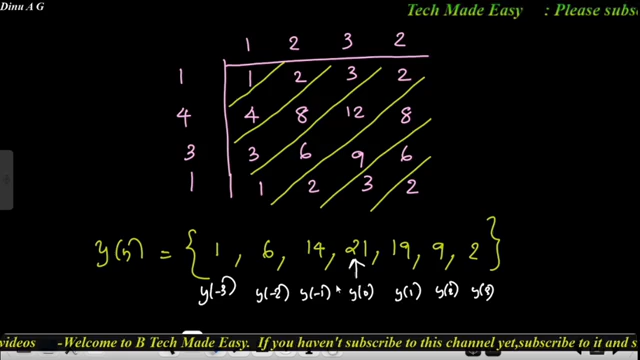 Dinu A G
Tech Made Easy : Please subs
1 2 3 2
1 1 2 3 2
4 4 8 12 8
3 3 6 9 6
1 1 2 3 2
y(n) = { 1, 6, 14, 21, 19, 9, 2 }
y(-3) y(-2) y(-1) y(0) y(1) y(2) y(3)
videos -Welcome to B Tech Made Easy. If you haven't subscribe to this channel yet,subscribe to it and s